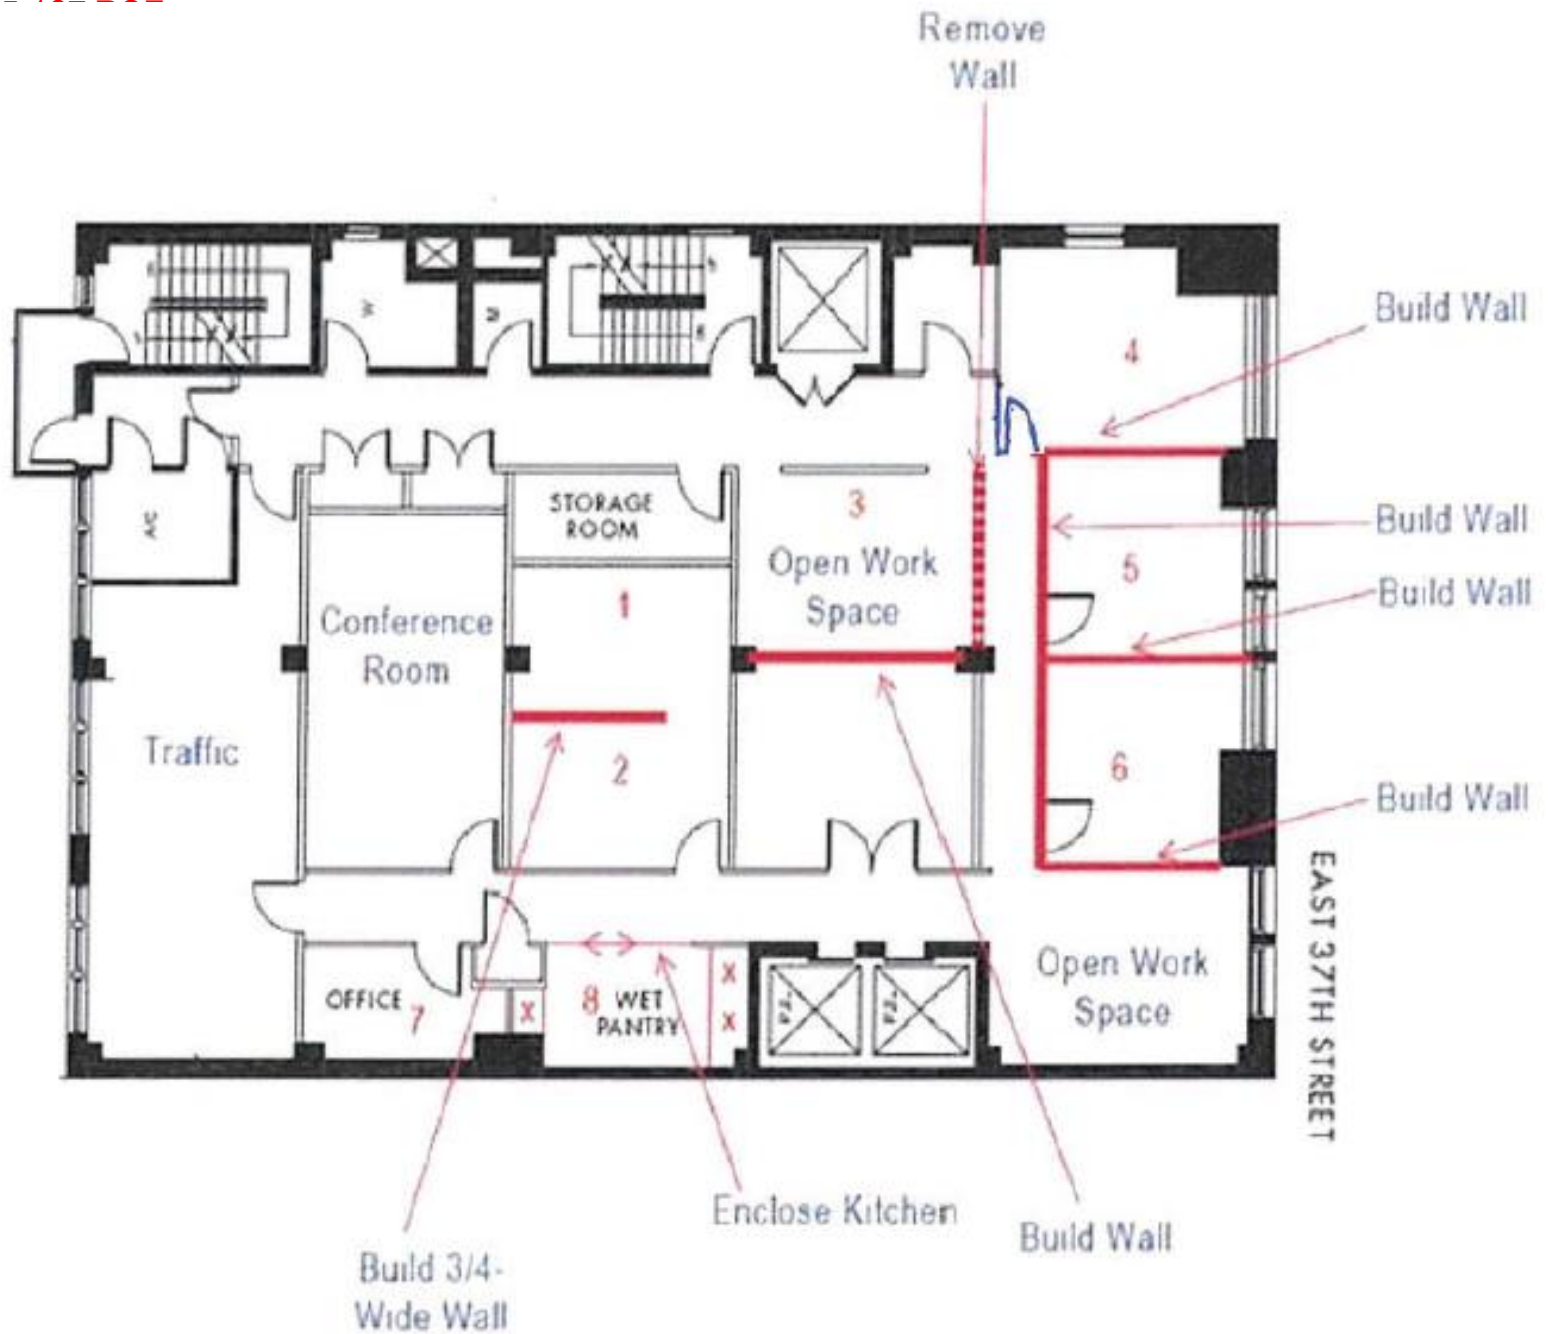 Remove
Wall
Build Wall
W
M
4
A/C
STORAGE
ROOM
3
Open Work
Space
Build Wall
5
Build Wall
1
Conference
Room
Traffic
2
6
Build Wall
EAST 37TH STREET
OFFICE
7
X
8
WET
PANTRY
X
X
Open Work
Space
Enclose Kitchen
Build Wall
Build 3/4-
Wide Wall